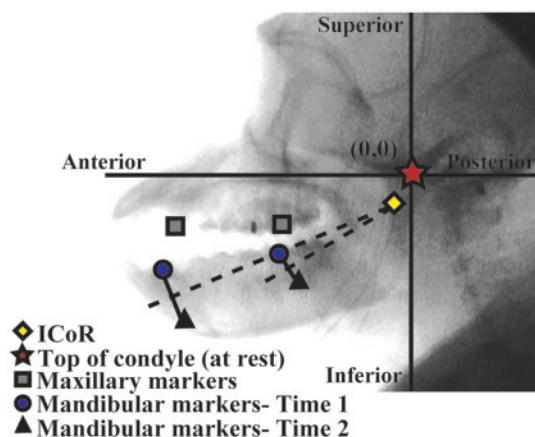 Superior
(0,0)
Anterior
Posterior
ICoR
Top of condyle (at rest)
Maxillary markers
Inferior
Mandibular markers- Time 1
Mandibular markers- Time 2